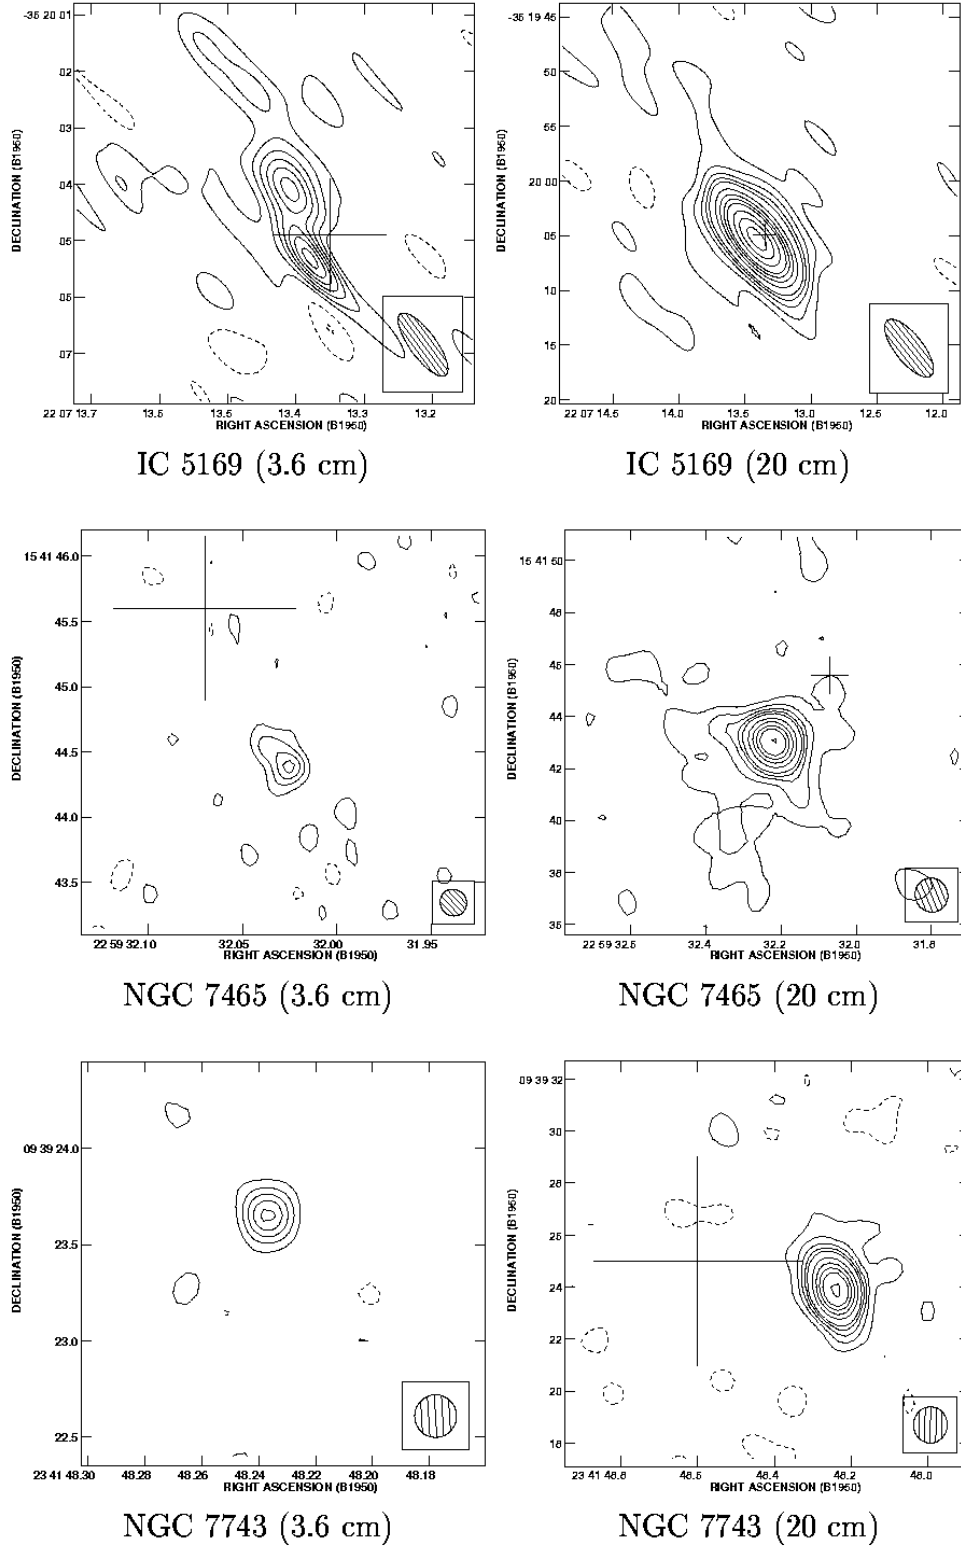 -35 20 01
02
03
04
05
06
07
DECLINATION (B1950)
22 07 13.7 13.6 13.5 13.4 13.3 13.2
RIGHT ASCENSION (B1950)
IC 5169 (3.6 cm)
-35 19 45
50
55
20 00
05
10
15
20
DECLINATION (B1950)
22 07 14.5 14.0 13.5 13.0 12.5 12.0
RIGHT ASCENSION (B1950)
IC 5169 (20 cm)
15 41 46.0
45.5
45.0
44.5
44.0
43.5
DECLINATION (B1950)
22 59 32.10 32.05 32.00 31.95
RIGHT ASCENSION (B1950)
NGC 7465 (3.6 cm)
15 41 50
48
46
44
42
40
38
36
DECLINATION (B1950)
22 59 32.6 32.4 32.2 32.0 31.8
RIGHT ASCENSION (B1950)
NGC 7465 (20 cm)
09 39 24.0
23.5
23.0
22.5
DECLINATION (B1950)
23 41 48.30 48.28 48.26 48.24 48.22 48.20 48.18
RIGHT ASCENSION (B1950)
NGC 7743 (3.6 cm)
09 39 32
30
28
26
24
22
20
18
DECLINATION (B1950)
23 41 48.8 48.6 48.4 48.2 48.0
RIGHT ASCENSION (B1950)
NGC 7743 (20 cm)